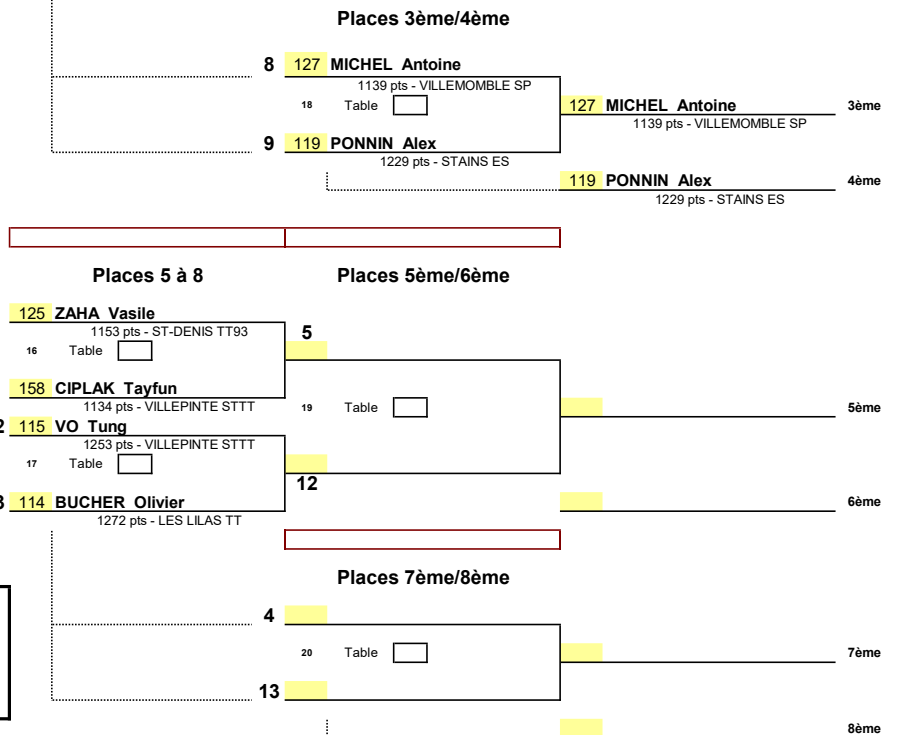 Places 3ème/4ème
8 127 MICHEL Antoine
1139 pts - VILLEMOMBLE SP
18 Table
127 MICHEL Antoine 3ème
1139 pts - VILLEMOMBLE SP
9 119 PONNIN Alex
1229 pts - STAINS ES
119 PONNIN Alex 4ème
1229 pts - STAINS ES
Places 5 à 8 Places 5ème/6ème
125 ZAHA Vasile
1153 pts - ST-DENIS TT93 5
16 Table
158 CIPLAK Tayfun
1134 pts - VILLEPINTE STTT 19 Table 5ème
2 115 VO Tung
1253 pts - VILLEPINTE STTT
17 Table
12
3 114 BUCHER Olivier 6ème
1272 pts - LES LILAS TT
Places 7ème/8ème
4
20 Table 7ème
13
8ème